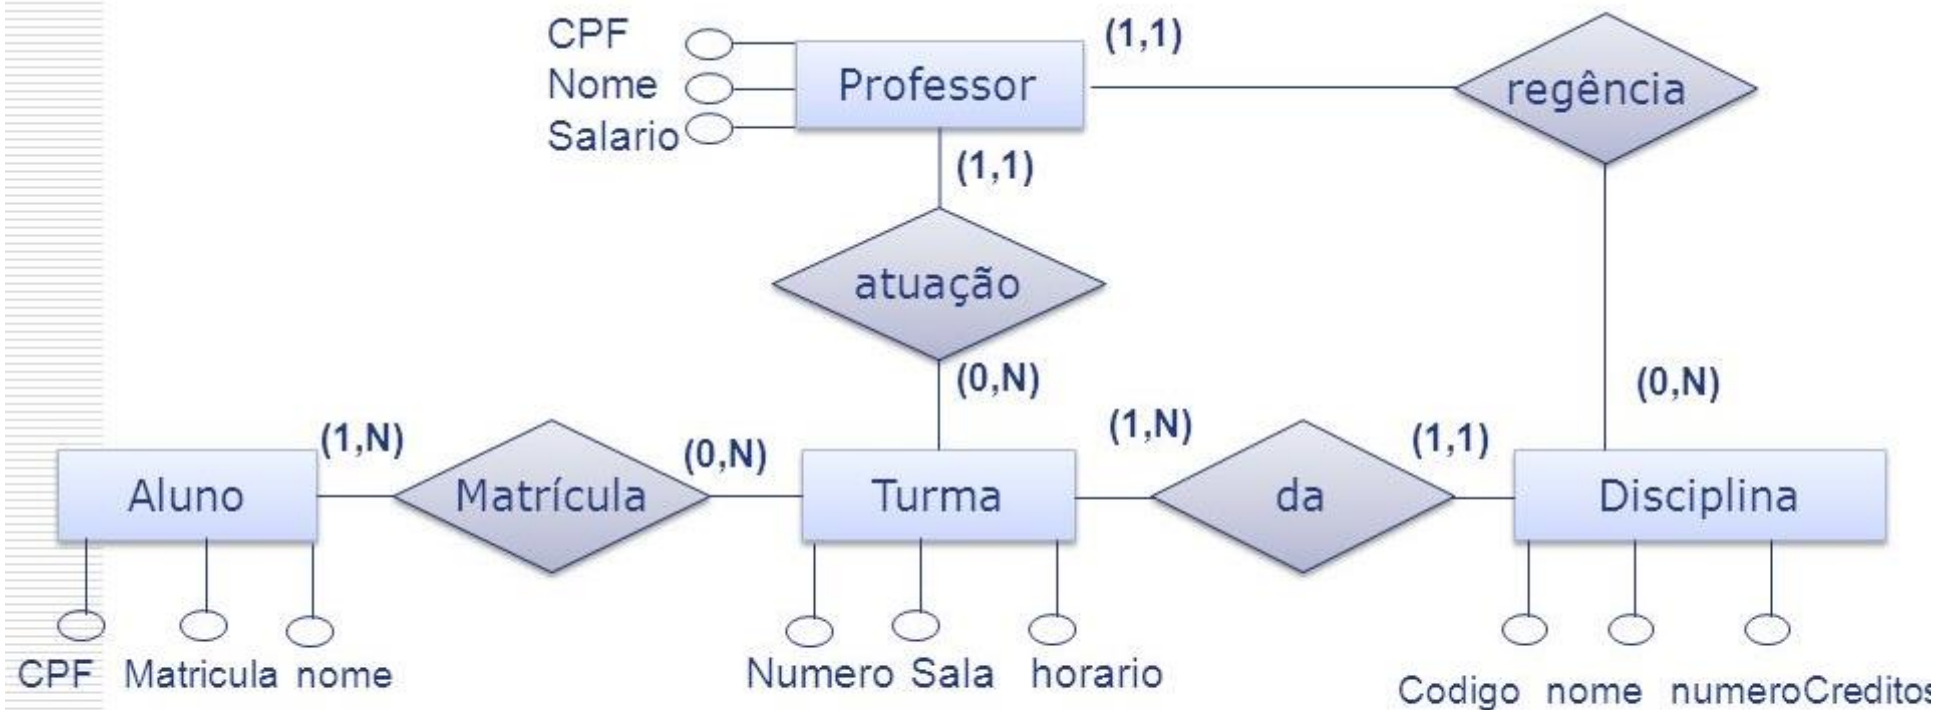 CPF
Nome
Salario
Professor
(1,1)
regência
(1,1)
atuação
(0,N)
(0,N)
Aluno
(1,N)
Matrícula
(0,N)
Turma
(1,N)
da
(1,1)
Disciplina
CPF Matricula nome
Numero Sala horario
Codigo nome numeroCreditos